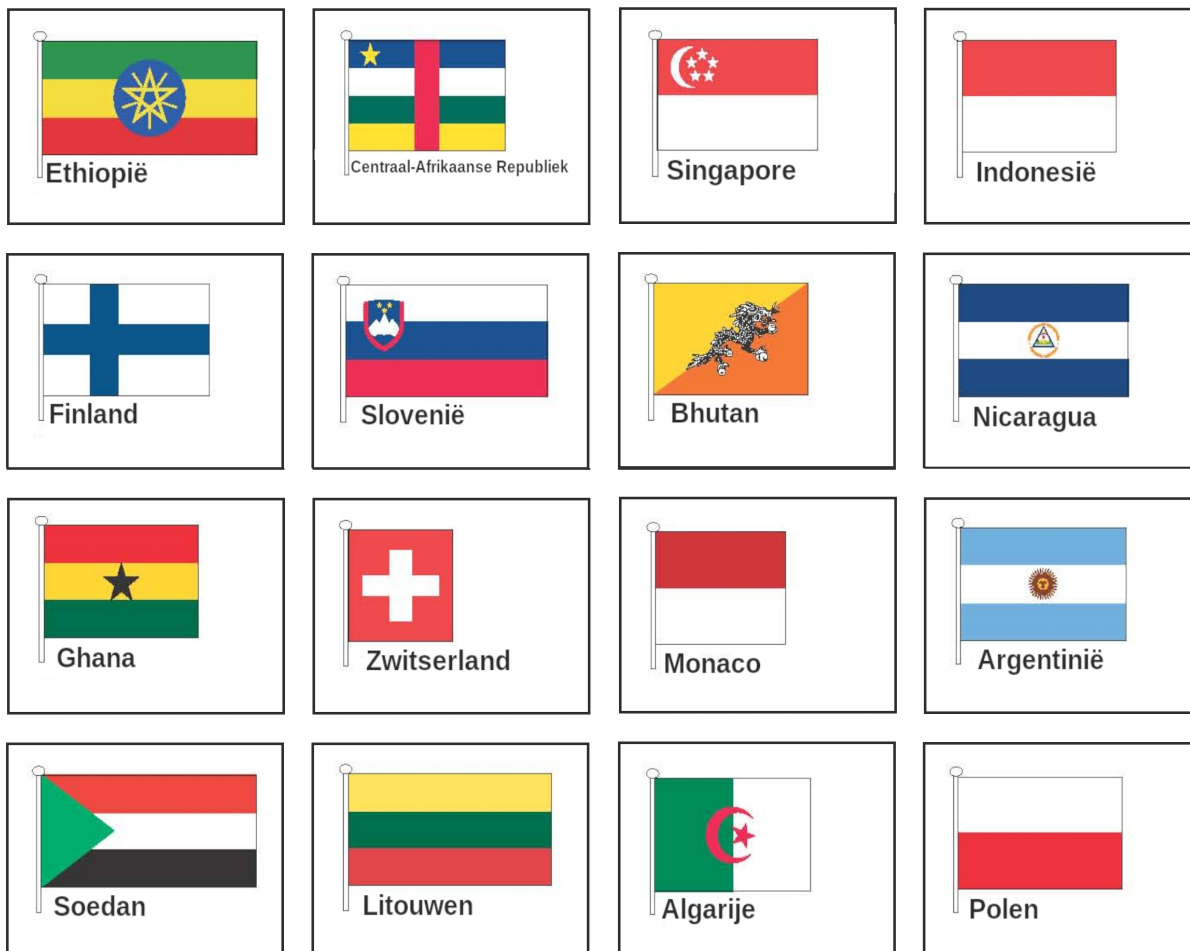 Ethiopië
Centraal-Afrikaanse Republiek
Singapore
Indonesië
Finland
Slovenië
Bhutan
Nicaragua
Ghana
Zwitserland
Monaco
Argentinië
Soedan
Litouwen
Algarije
Polen